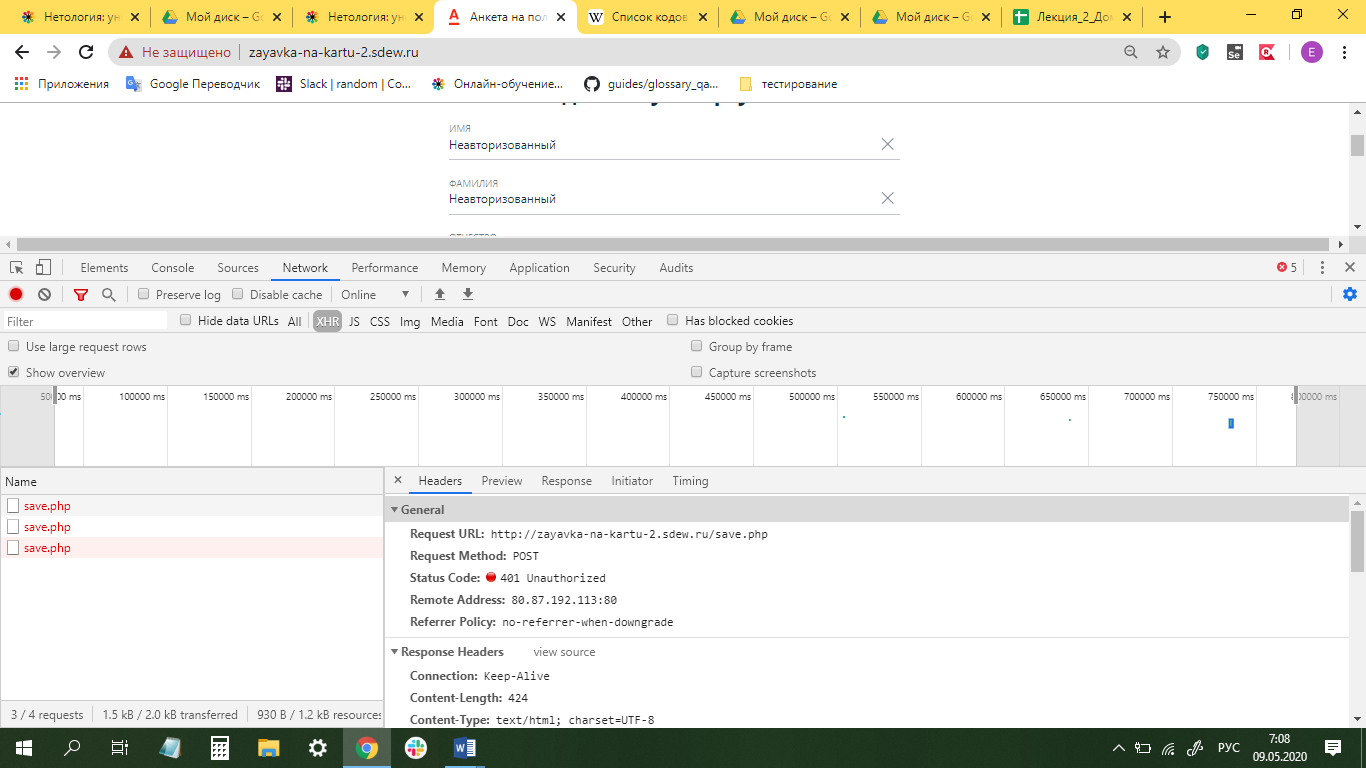 Нетология: ун
Мой диск – Go
Нетология: ун
Анкета на пол
Список кодов
Мой диск – Go
Мой диск – Go
Лекция_2_Дом
Не защищено zayavka-na-kartu-2.sdew.ru Se E
Приложения Google Переводчик Slack | random | Co... Онлайн-обучение... guides/glossary_qa... тестирование
ИМЯ
Неавторизованный
ФАМИЛИЯ
Неавторизованный
ОТЧЕСТВО
Elements Console Sources Network Performance Memory Application Security Audits 5
Preserve log Disable cache Online
Filter Hide data URLs All XHR JS CSS Img Media Font Doc WS Manifest Other Has blocked cookies
Use large request rows Group by frame
Show overview Capture screenshots
50000 ms 100000 ms 150000 ms 200000 ms 250000 ms 300000 ms 350000 ms 400000 ms 450000 ms 500000 ms 550000 ms 600000 ms 650000 ms 700000 ms 750000 ms 800000 ms
Name
save.php
save.php
save.php
Headers Preview Response Initiator Timing
General
Request URL: http://zayavka-na-kartu-2.sdew.ru/save.php
Request Method: POST
Status Code: 401 Unauthorized
Remote Address: 80.87.192.113:80
Referrer Policy: no-referrer-when-downgrade
Response Headers view source
Connection: Keep-Alive
Content-Length: 424
Content-Type: text/html; charset=UTF-8
3 / 4 requests 1.5 kB / 2.0 kB transferred 930 B / 1.2 kB resources
РУС
7:08
09.05.2020